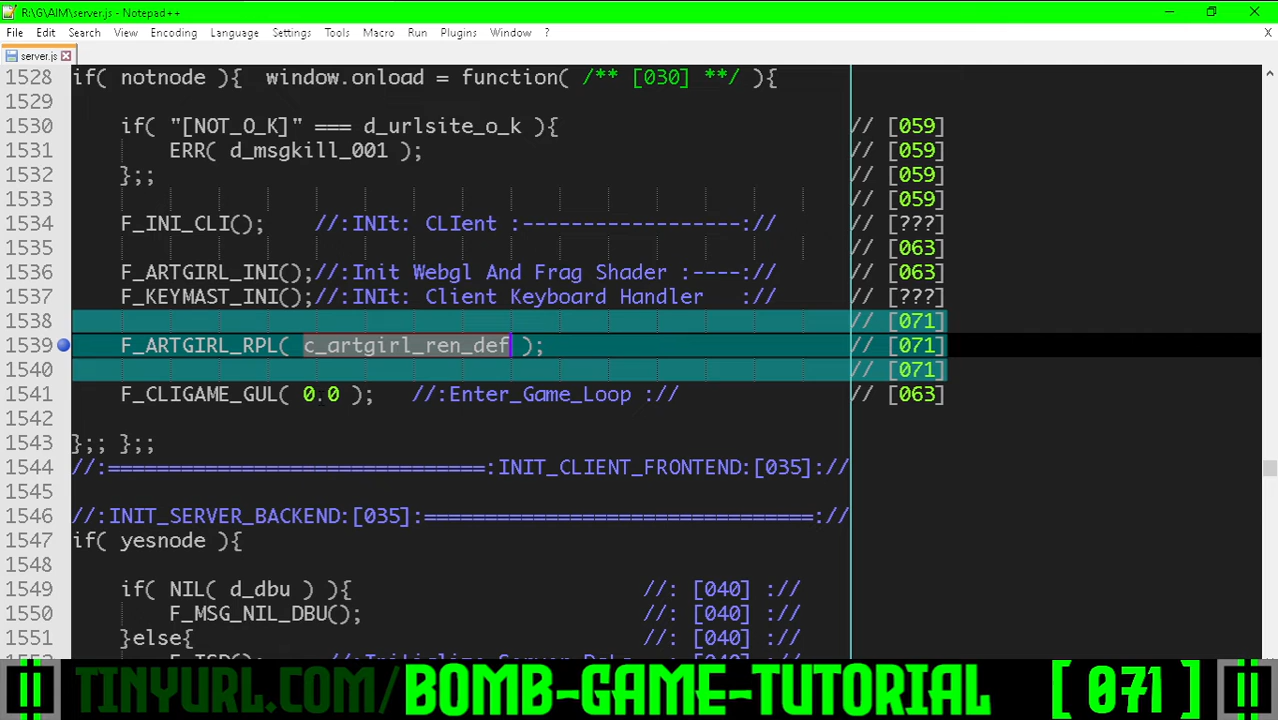 R:\G\AIM\server.js - Notepad++
File Edit Search View Encoding Language Settings Tools Macro Run Plugins Window ? X
server.js
1528 if( notnode ){  window.onload = function( /** [030] **/ ){
1529
1530     if( "[NOT_O_K]" === d_urlsite_o_k ){ // [059]
1531         ERR( d_msgkill_001 ); // [059]
1532     };; // [059]
1533 // [059]
1534     F_INI_CLI();    //:INIt: CLIent :------------------:// // [???]
1535 // [063]
1536     F_ARTGIRL_INI();//:Init Webgl And Frag Shader :----:// // [063]
1537     F_KEYMAST_INI();//:INIt: Client Keyboard Handler   :// // [???]
1538 // [071]
1539     F_ARTGIRL_RPL( c_artgirl_ren_def ); // [071]
1540 // [071]
1541     F_CLIGAME_GUL( 0.0 );   //:Enter_Game_Loop :// // [063]
1542
1543 };; };;
1544 //:===============================:INIT_CLIENT_FRONTEND:[035]://
1545
1546 //:INIT_SERVER_BACKEND:[035]:================================://
1547 if( yesnode ){
1548
1549     if( NIL( d_dbu ) ){ //: [040] ://
1550         F_MSG_NIL_DBU(); //: [040] ://
1551     }else{ //: [040] ://
TINYURL.COM/BOMB-GAME-TUTORIAL [ 071 ]